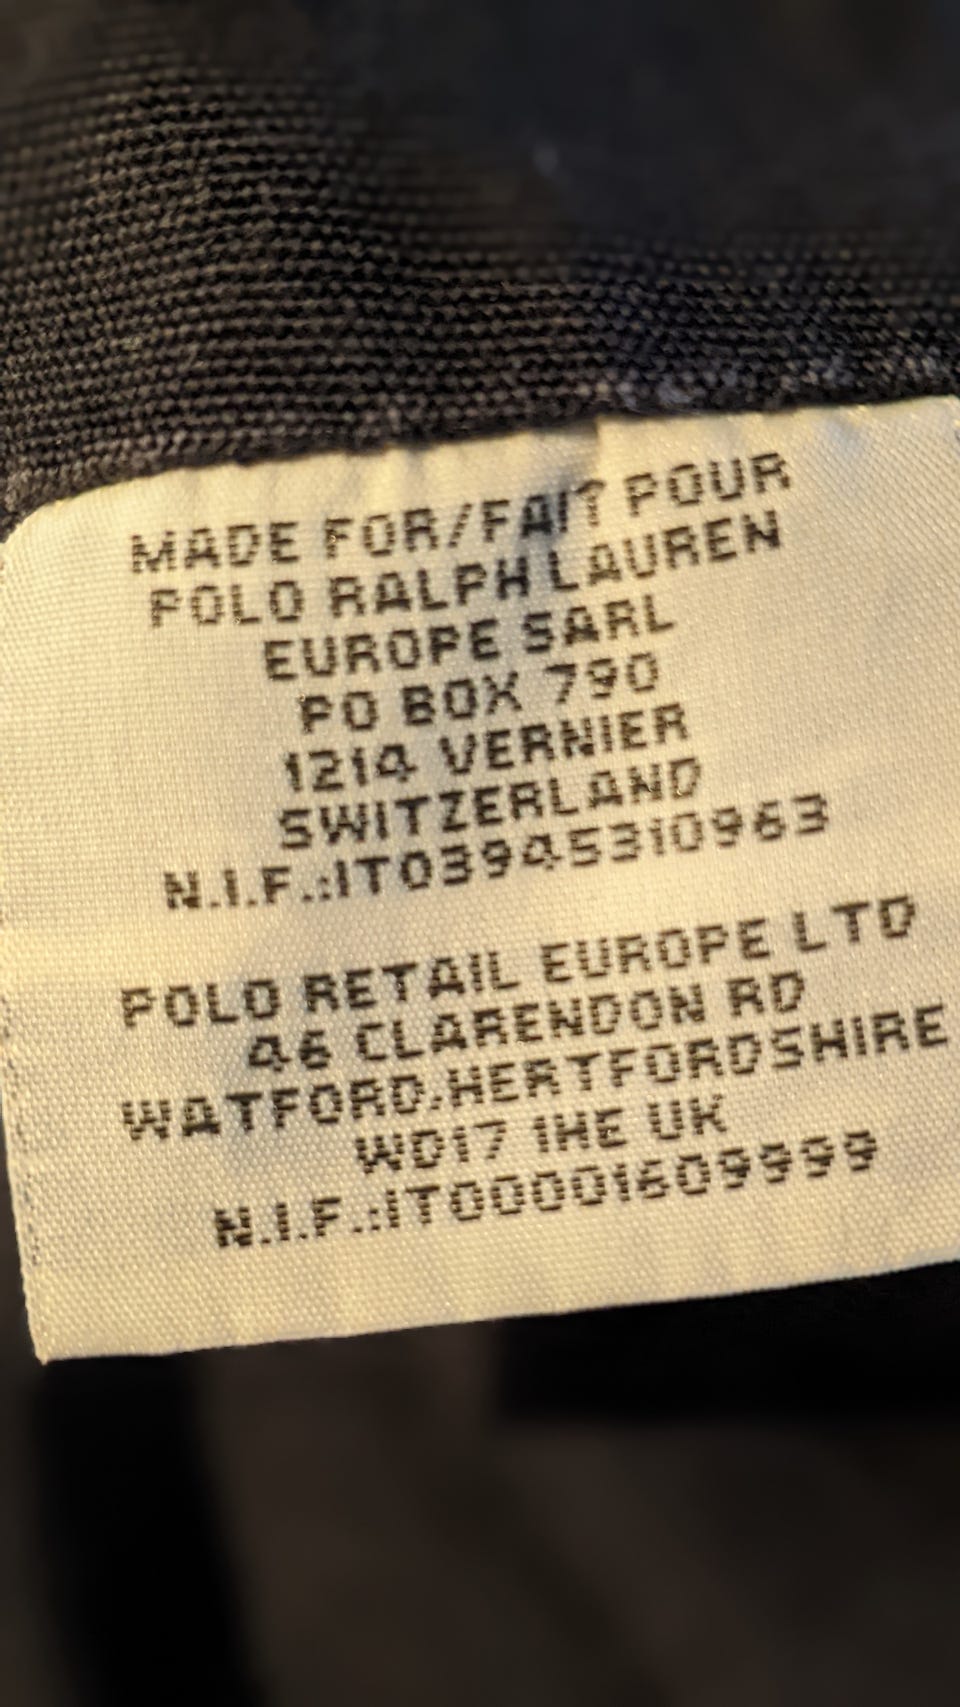 MADE FOR/FAIT POUR
POLO RALPH LAUREN
EUROPE SARL
PO BOX 790
1214 VERNIER
SWITZERLAND
N.I.F.:IT03945310963
POLO RETAIL EUROPE LTD
46 CLARENDON RD
WATFORD,HERTFORDSHIRE
WD17 1HE UK
N.I.F.:IT00001609999